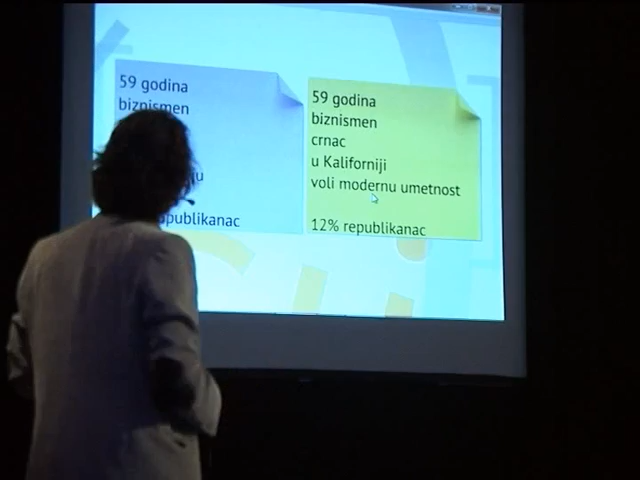 59 godina
biznismen
republikanac
59 godina
biznismen
crnac
u Kaliforniji
voli modernu umetnost
12% republikanac